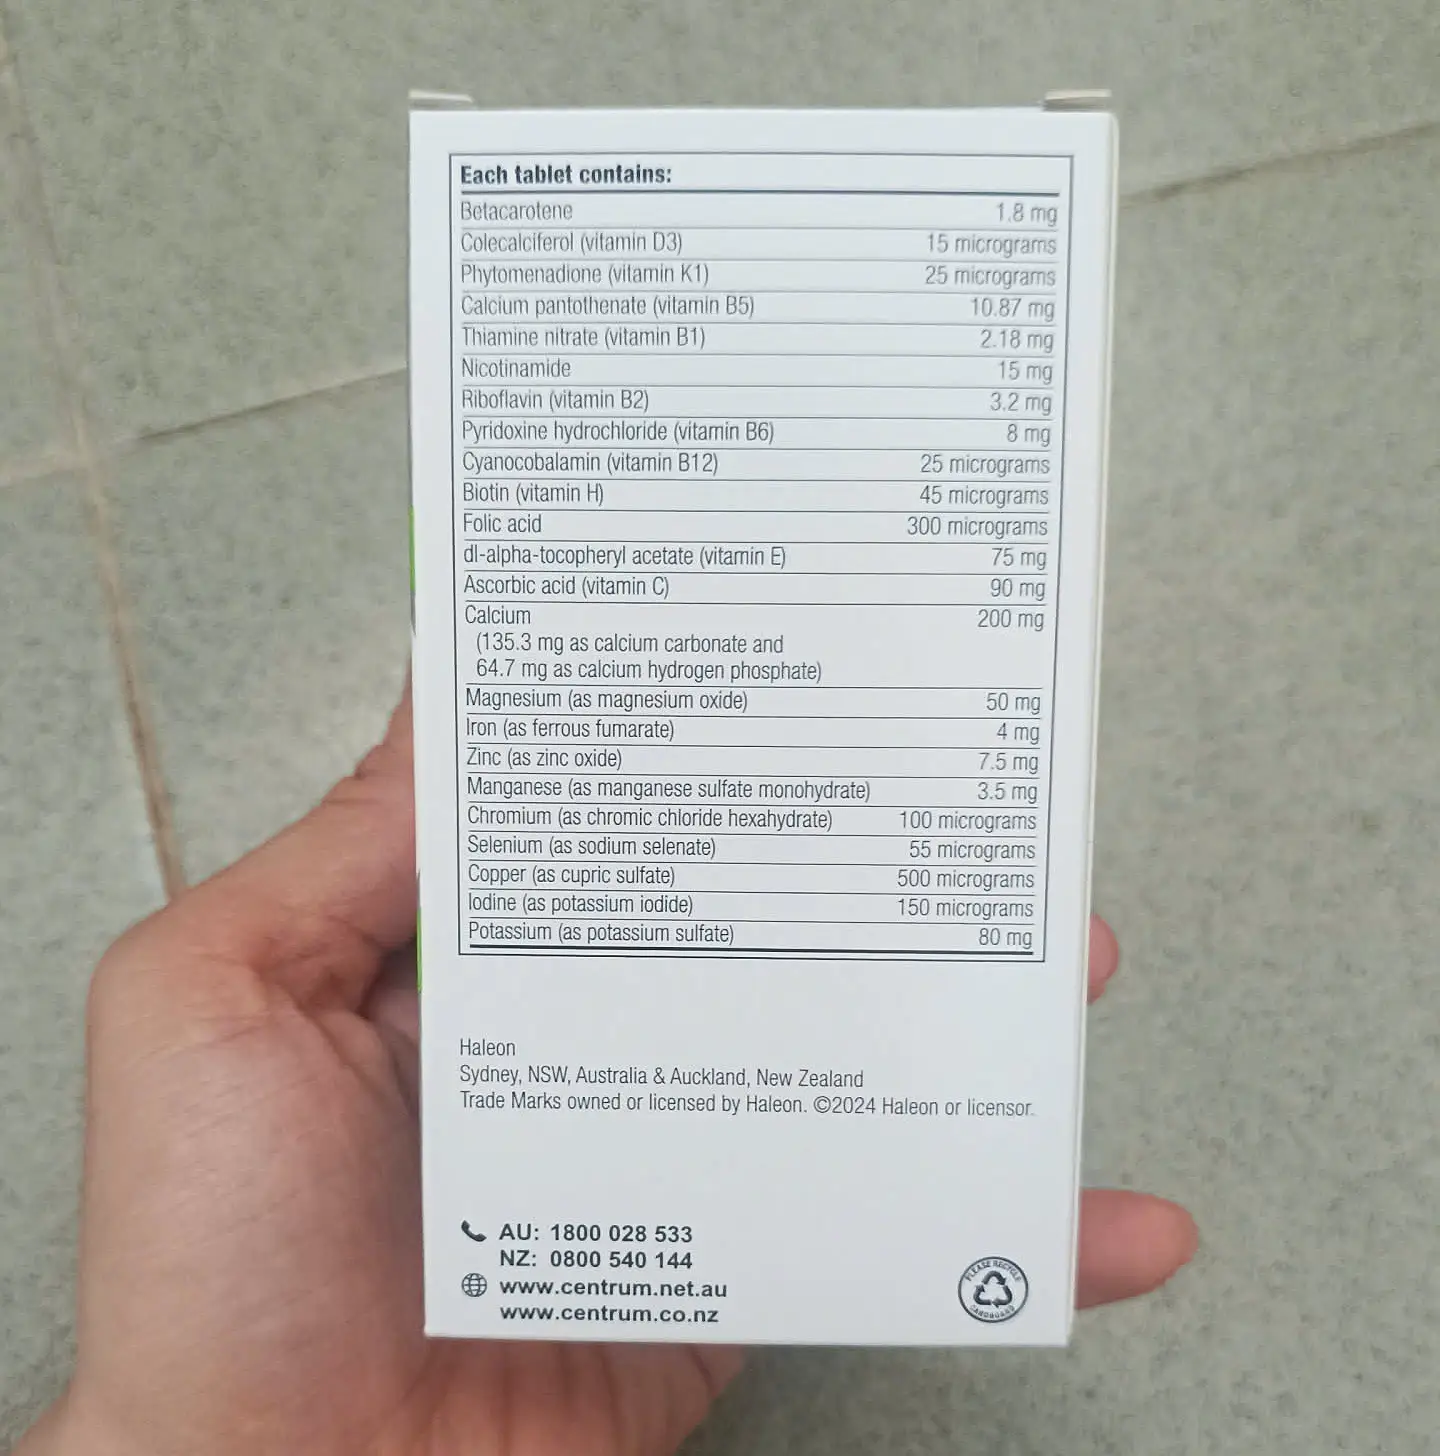 Each tablet contains:
Betacarotene 1.8 mg
Colecalciferol (vitamin D3) 15 micrograms
Phytomenadione (vitamin K1) 25 micrograms
Calcium pantothenate (vitamin B5) 10.87 mg
Thiamine nitrate (vitamin B1) 2.18 mg
Nicotinamide 15 mg
Riboflavin (vitamin B2) 3.2 mg
Pyridoxine hydrochloride (vitamin B6) 8 mg
Cyanocobalamin (vitamin B12) 25 micrograms
Biotin (vitamin H) 45 micrograms
Folic acid 300 micrograms
dl-alpha-tocopheryl acetate (vitamin E) 75 mg
Ascorbic acid (vitamin C) 90 mg
Calcium 200 mg
(135.3 mg as calcium carbonate and
64.7 mg as calcium hydrogen phosphate)
Magnesium (as magnesium oxide) 50 mg
Iron (as ferrous fumarate) 4 mg
Zinc (as zinc oxide) 7.5 mg
Manganese (as manganese sulfate monohydrate) 3.5 mg
Chromium (as chromic chloride hexahydrate) 100 micrograms
Selenium (as sodium selenate) 55 micrograms
Copper (as cupric sulfate) 500 micrograms
Iodine (as potassium iodide) 150 micrograms
Potassium (as potassium sulfate) 80 mg
Haleon
Sydney, NSW, Australia & Auckland, New Zealand
Trade Marks owned or licensed by Haleon. ©2024 Haleon or licensor.
AU: 1800 028 533
NZ: 0800 540 144
www.centrum.net.au
www.centrum.co.nz
PLEASE RECYCLE
CARDBOARD